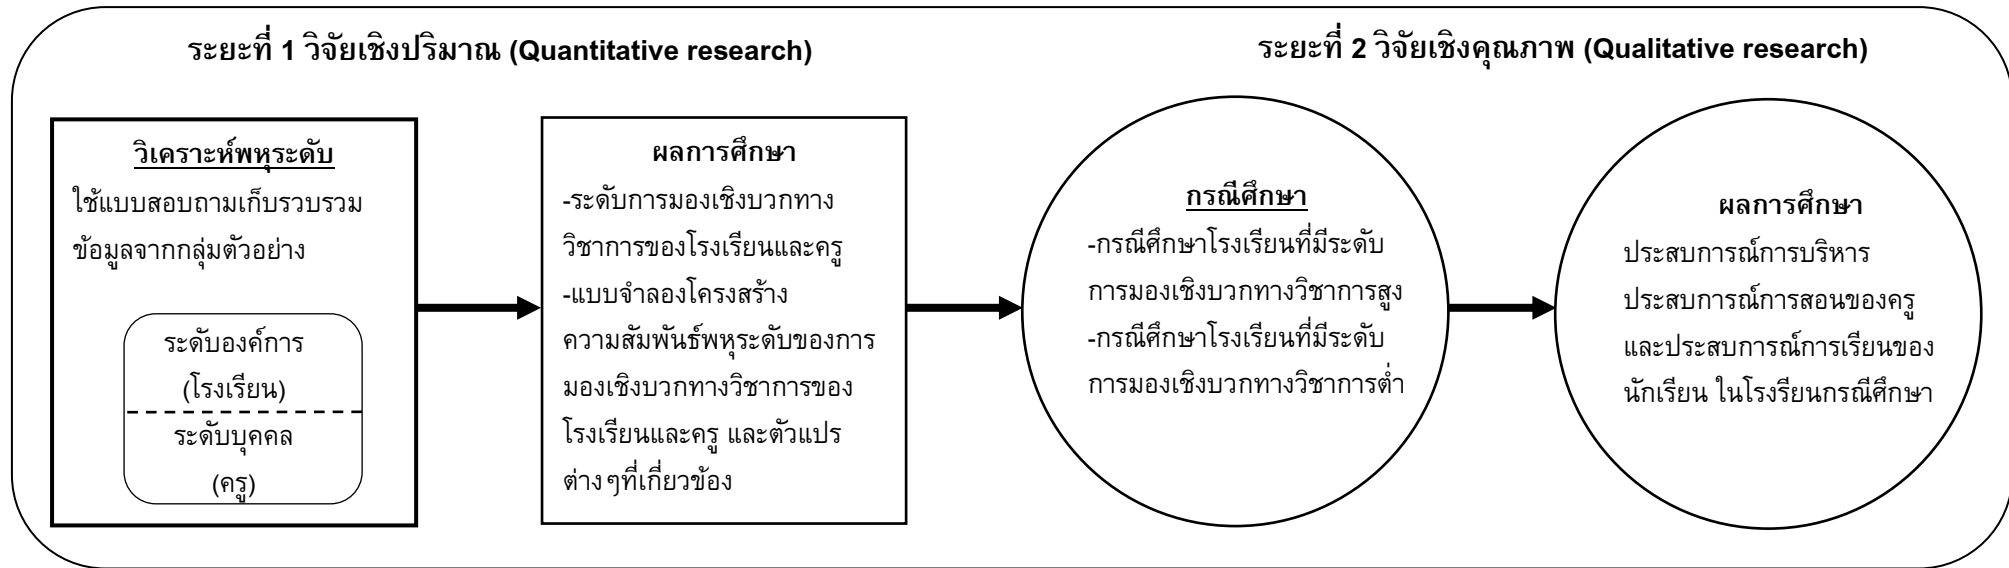 ระยะที่ 1 วิจัยเชิงปริมาณ (Quantitative research)
วิเคราะห์พหุระดับ
ใช้แบบสอบถามเก็บรวบรวม
ข้อมูลจากกลุ่มตัวอย่าง
ระดับองค์การ
(โรงเรียน)
ระดับบุคคล
(ครู)
ผลการศึกษา
-ระดับการมองเชิงบวกทาง
วิชาการของโรงเรียนและครู
-แบบจำลองโครงสร้าง
ความสัมพันธ์พหุระดับของการ
มองเชิงบวกทางวิชาการของ
โรงเรียนและครู และตัวแปร
ต่างๆที่เกี่ยวข้อง
ระยะที่ 2 วิจัยเชิงคุณภาพ (Qualitative research)
กรณีศึกษา
-กรณีศึกษาโรงเรียนที่มีระดับ
การมองเชิงบวกทางวิชาการสูง
-กรณีศึกษาโรงเรียนที่มีระดับ
การมองเชิงบวกทางวิชาการต่ำ
ผลการศึกษา
ประสบการณ์การบริหาร
ประสบการณ์การสอนของครู
และประสบการณ์การเรียนของ
นักเรียน ในโรงรียนกรณีศึกษา